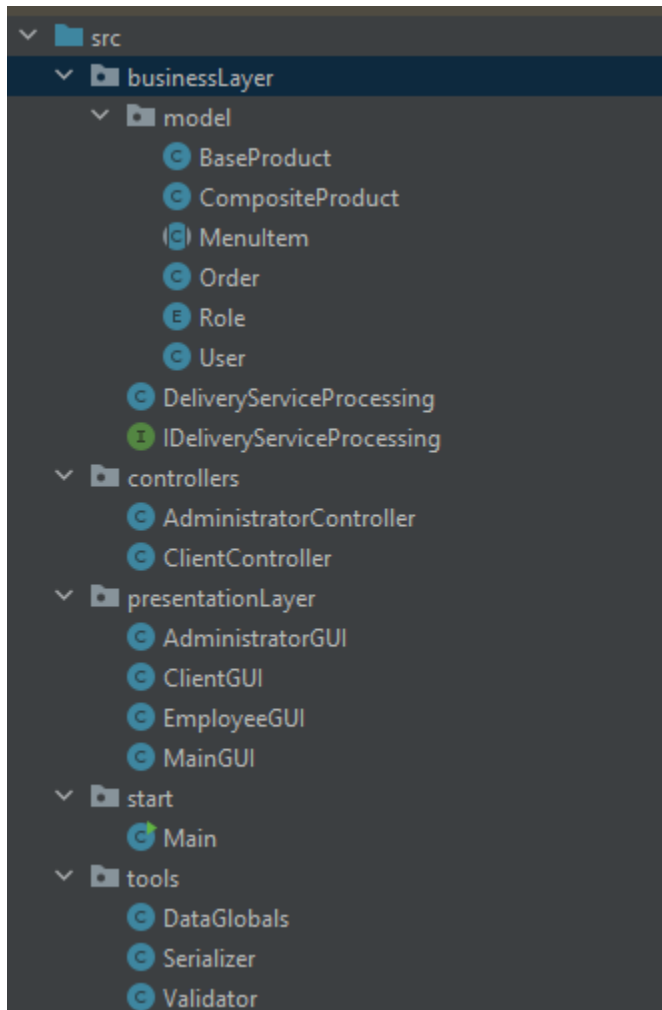 src
businessLayer
model
BaseProduct
CompositeProduct
MenuItem
Order
Role
User
DeliveryServiceProcessing
IDeliveryServiceProcessing
controllers
AdministratorController
ClientController
presentationLayer
AdministratorGUI
ClientGUI
EmployeeGUI
MainGUI
start
Main
tools
DataGlobals
Serializer
Validator